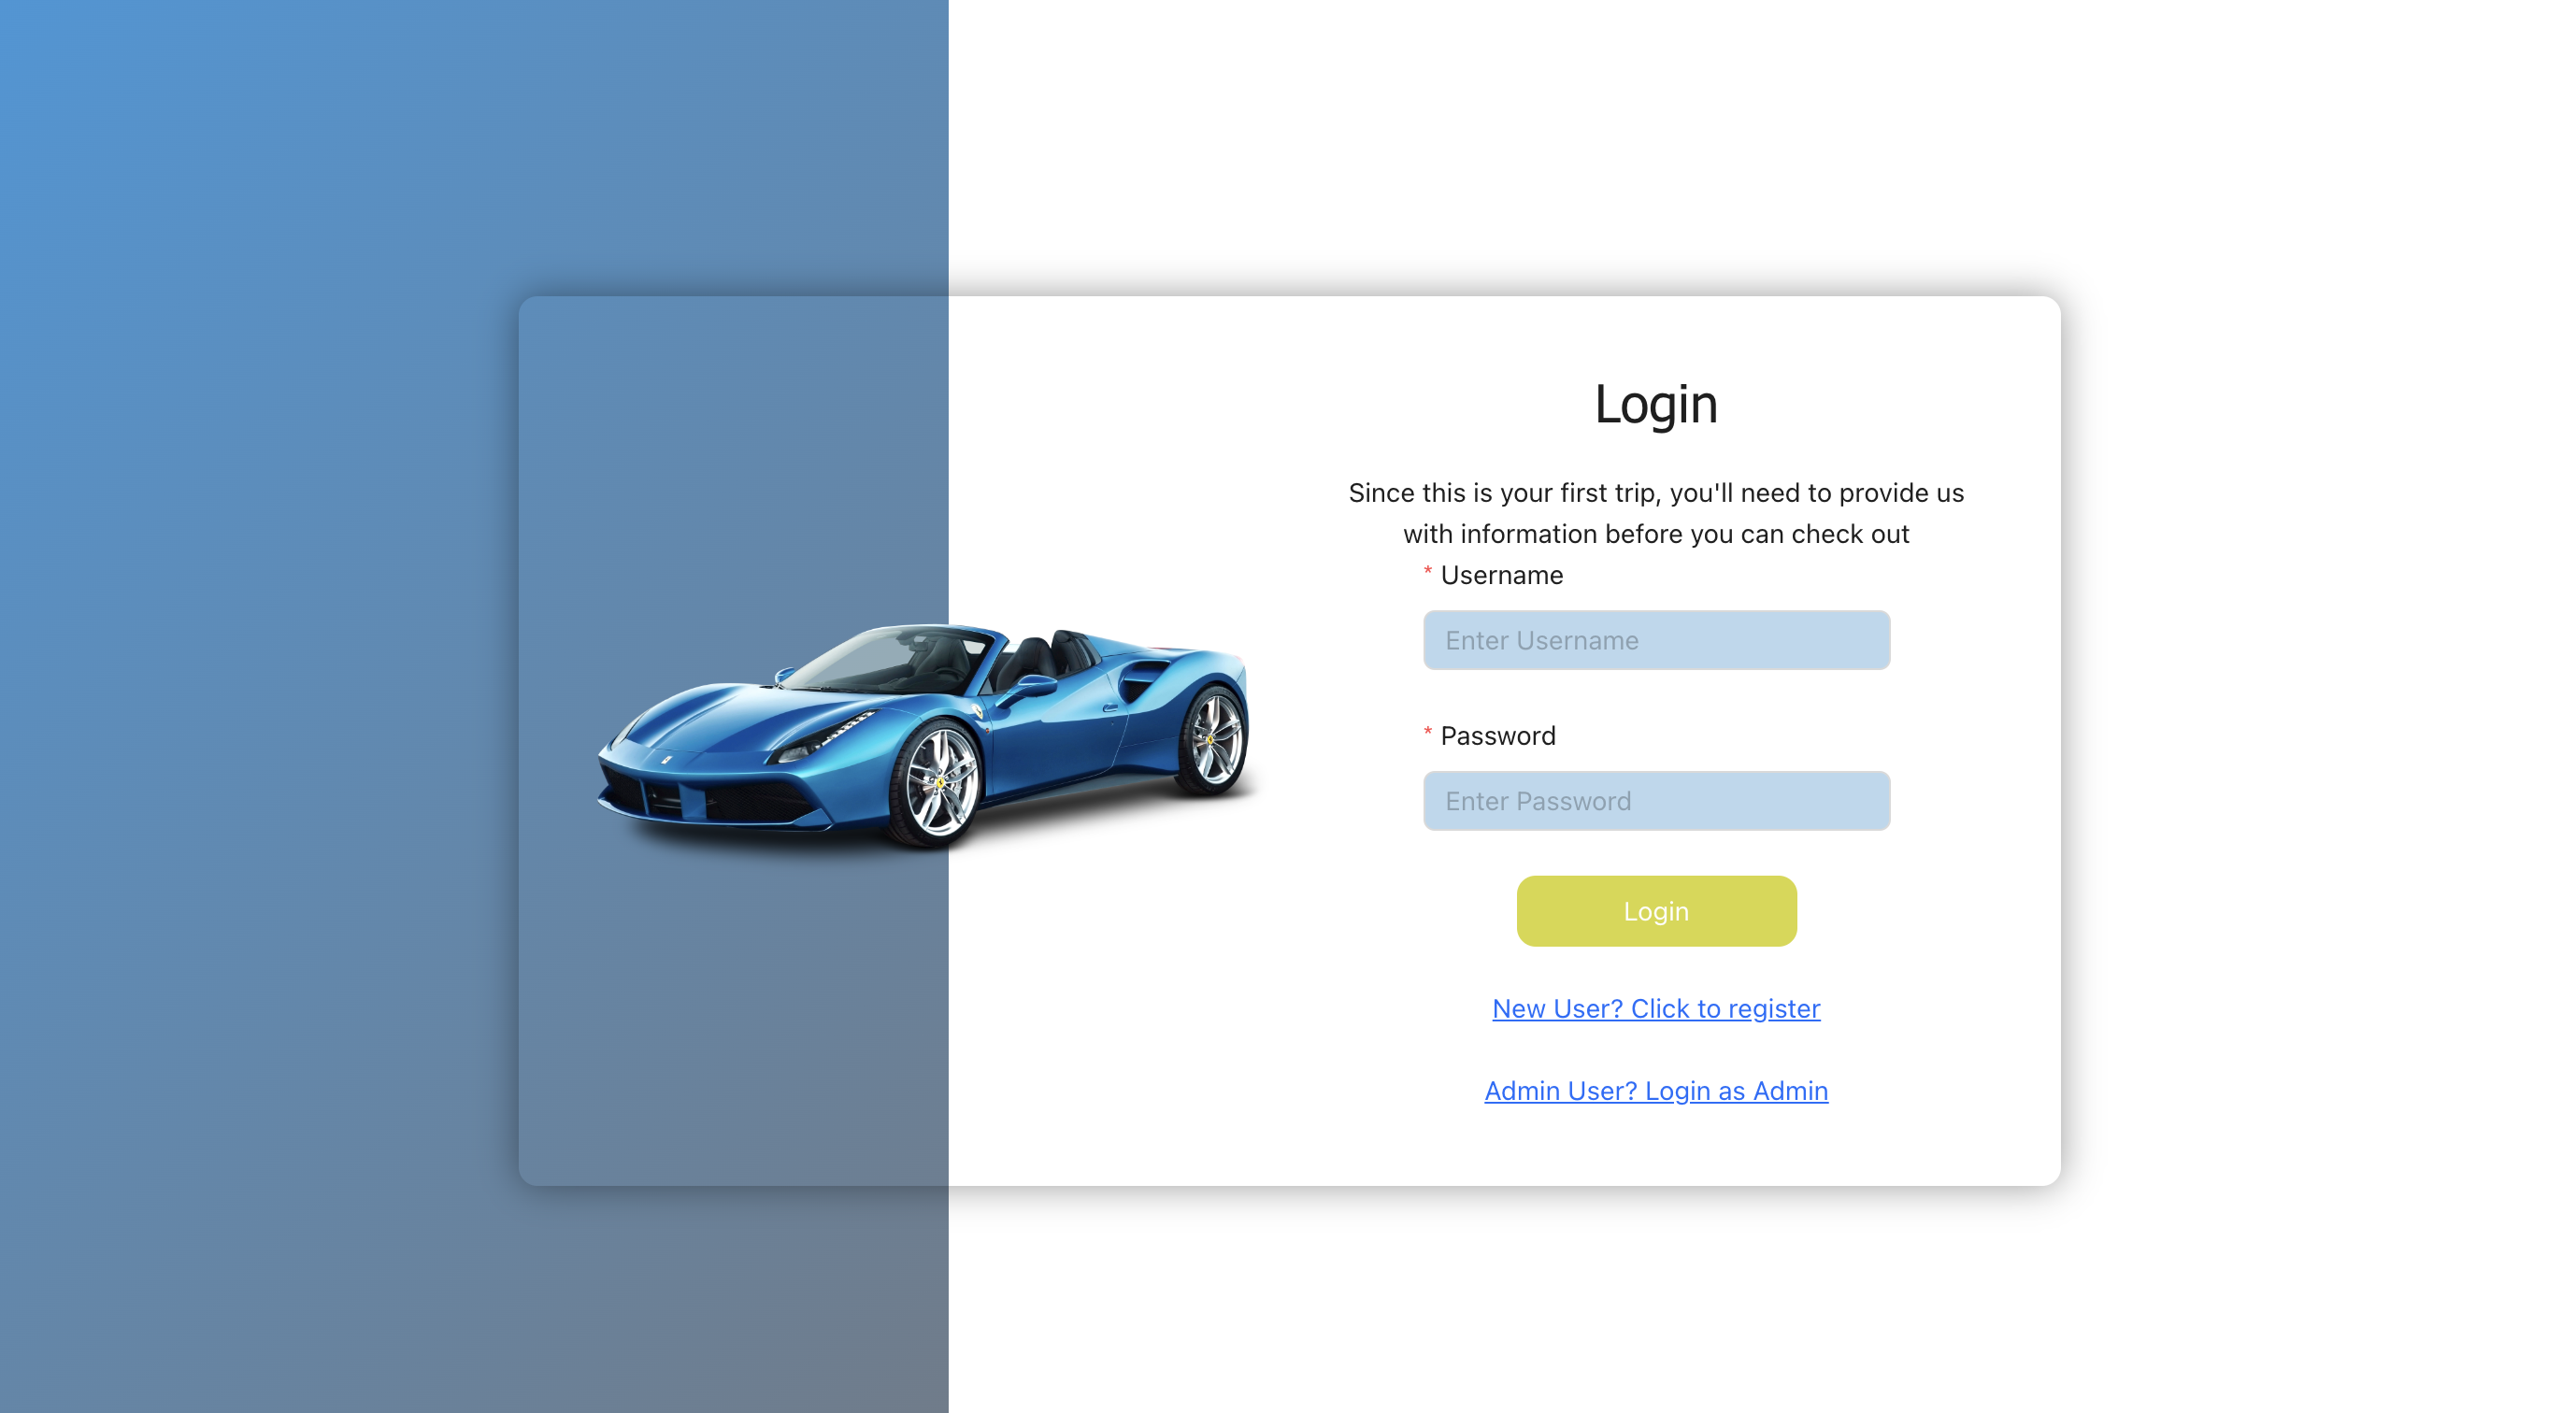 Login
Since this is your first trip, you'll need to provide us
with information before you can check out
* Username
Enter Username
* Password
Enter Password
Login
New User? Click to register
Admin User? Login as Admin